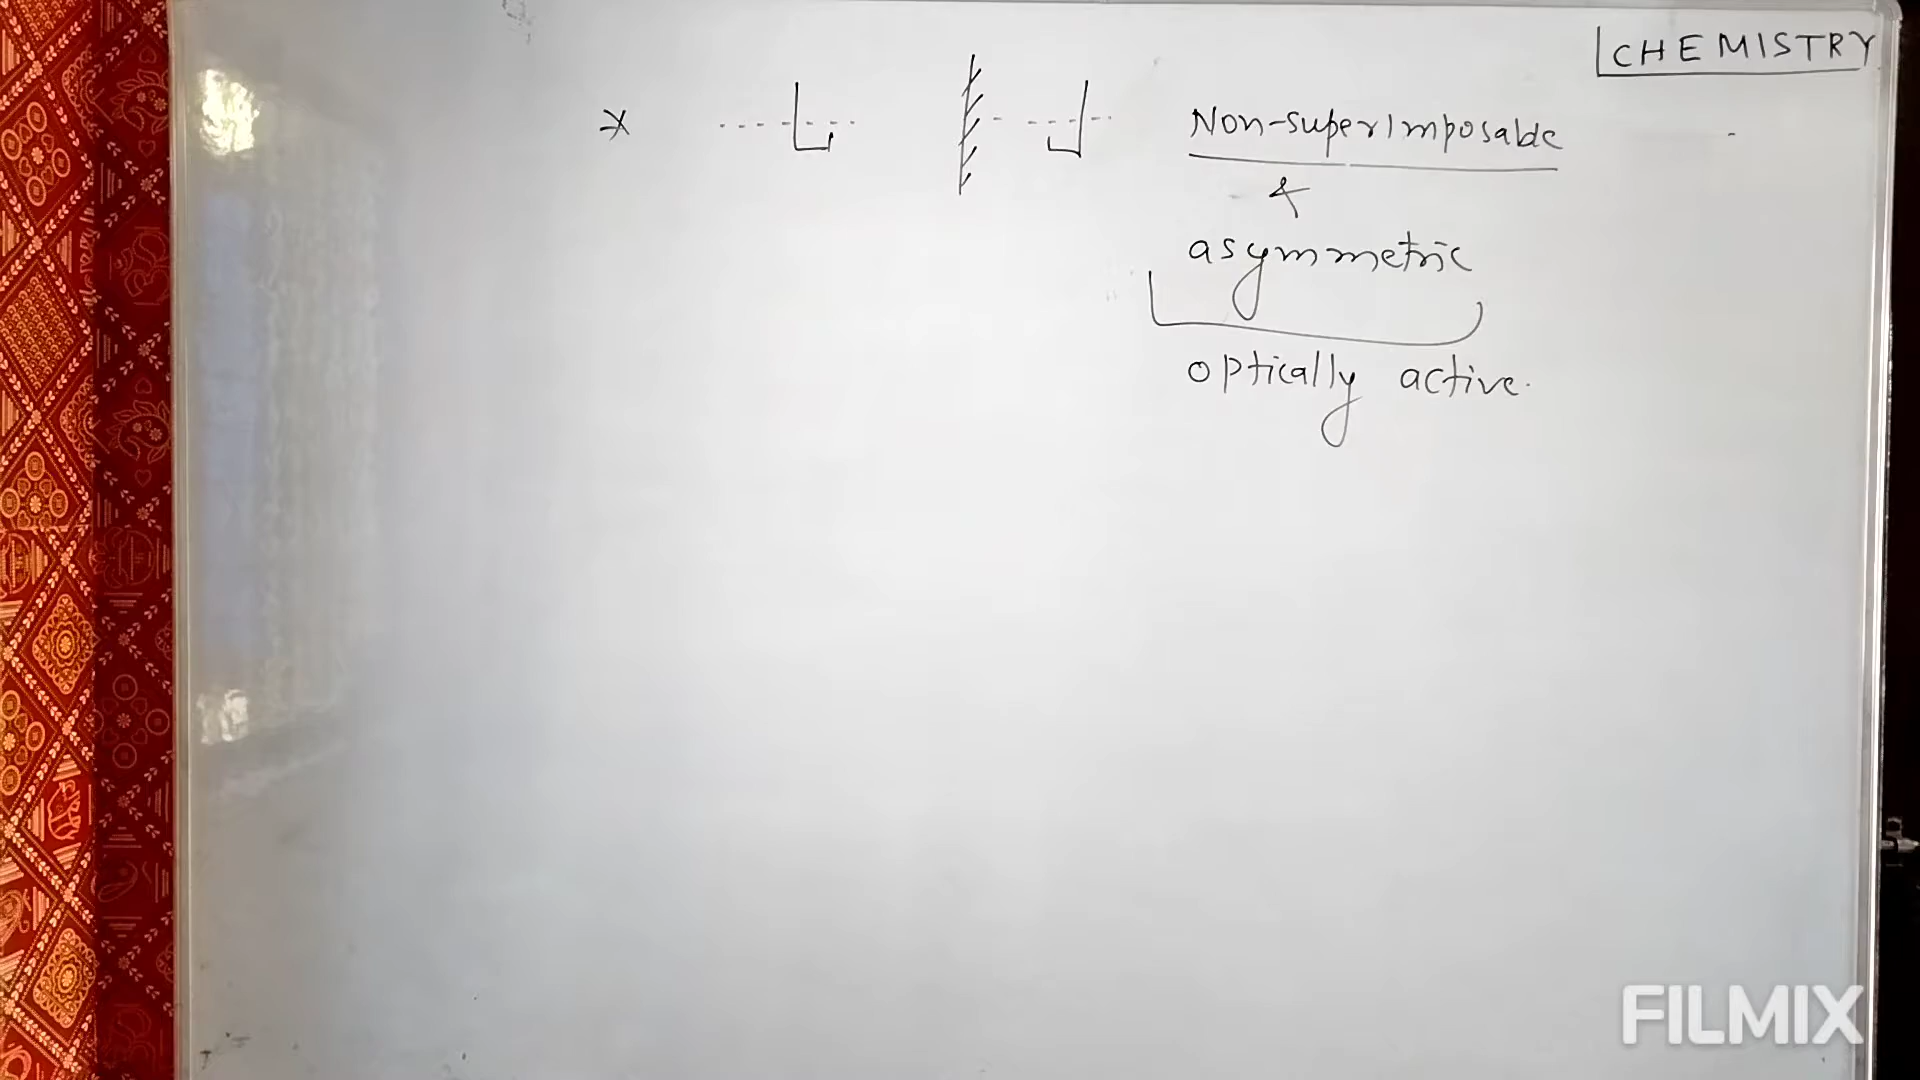 CHEMISTRY
Non-superimposable
&
asymmetric
optically active.
FILMIX